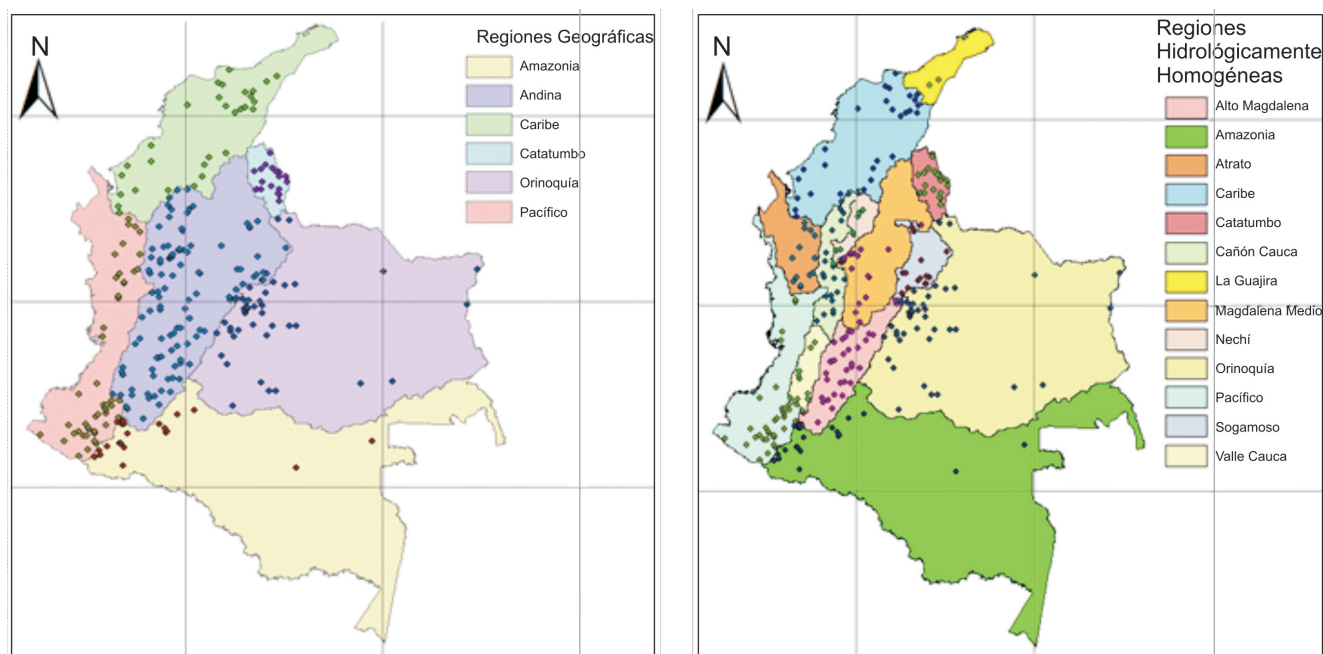 N
Regiones Geográficas
Amazonia
Andina
Caribe
Catatumbo
Orinoquía
Pacífico
N
Regiones
Hidrológicamente
Homogéneas
Alto Magdalena
Amazonia
Atrato
Caribe
Catatumbo
Cañón Cauca
La Guajira
Magdalena Medio
Nechí
Orinoquía
Pacífico
Sogamoso
Valle Cauca